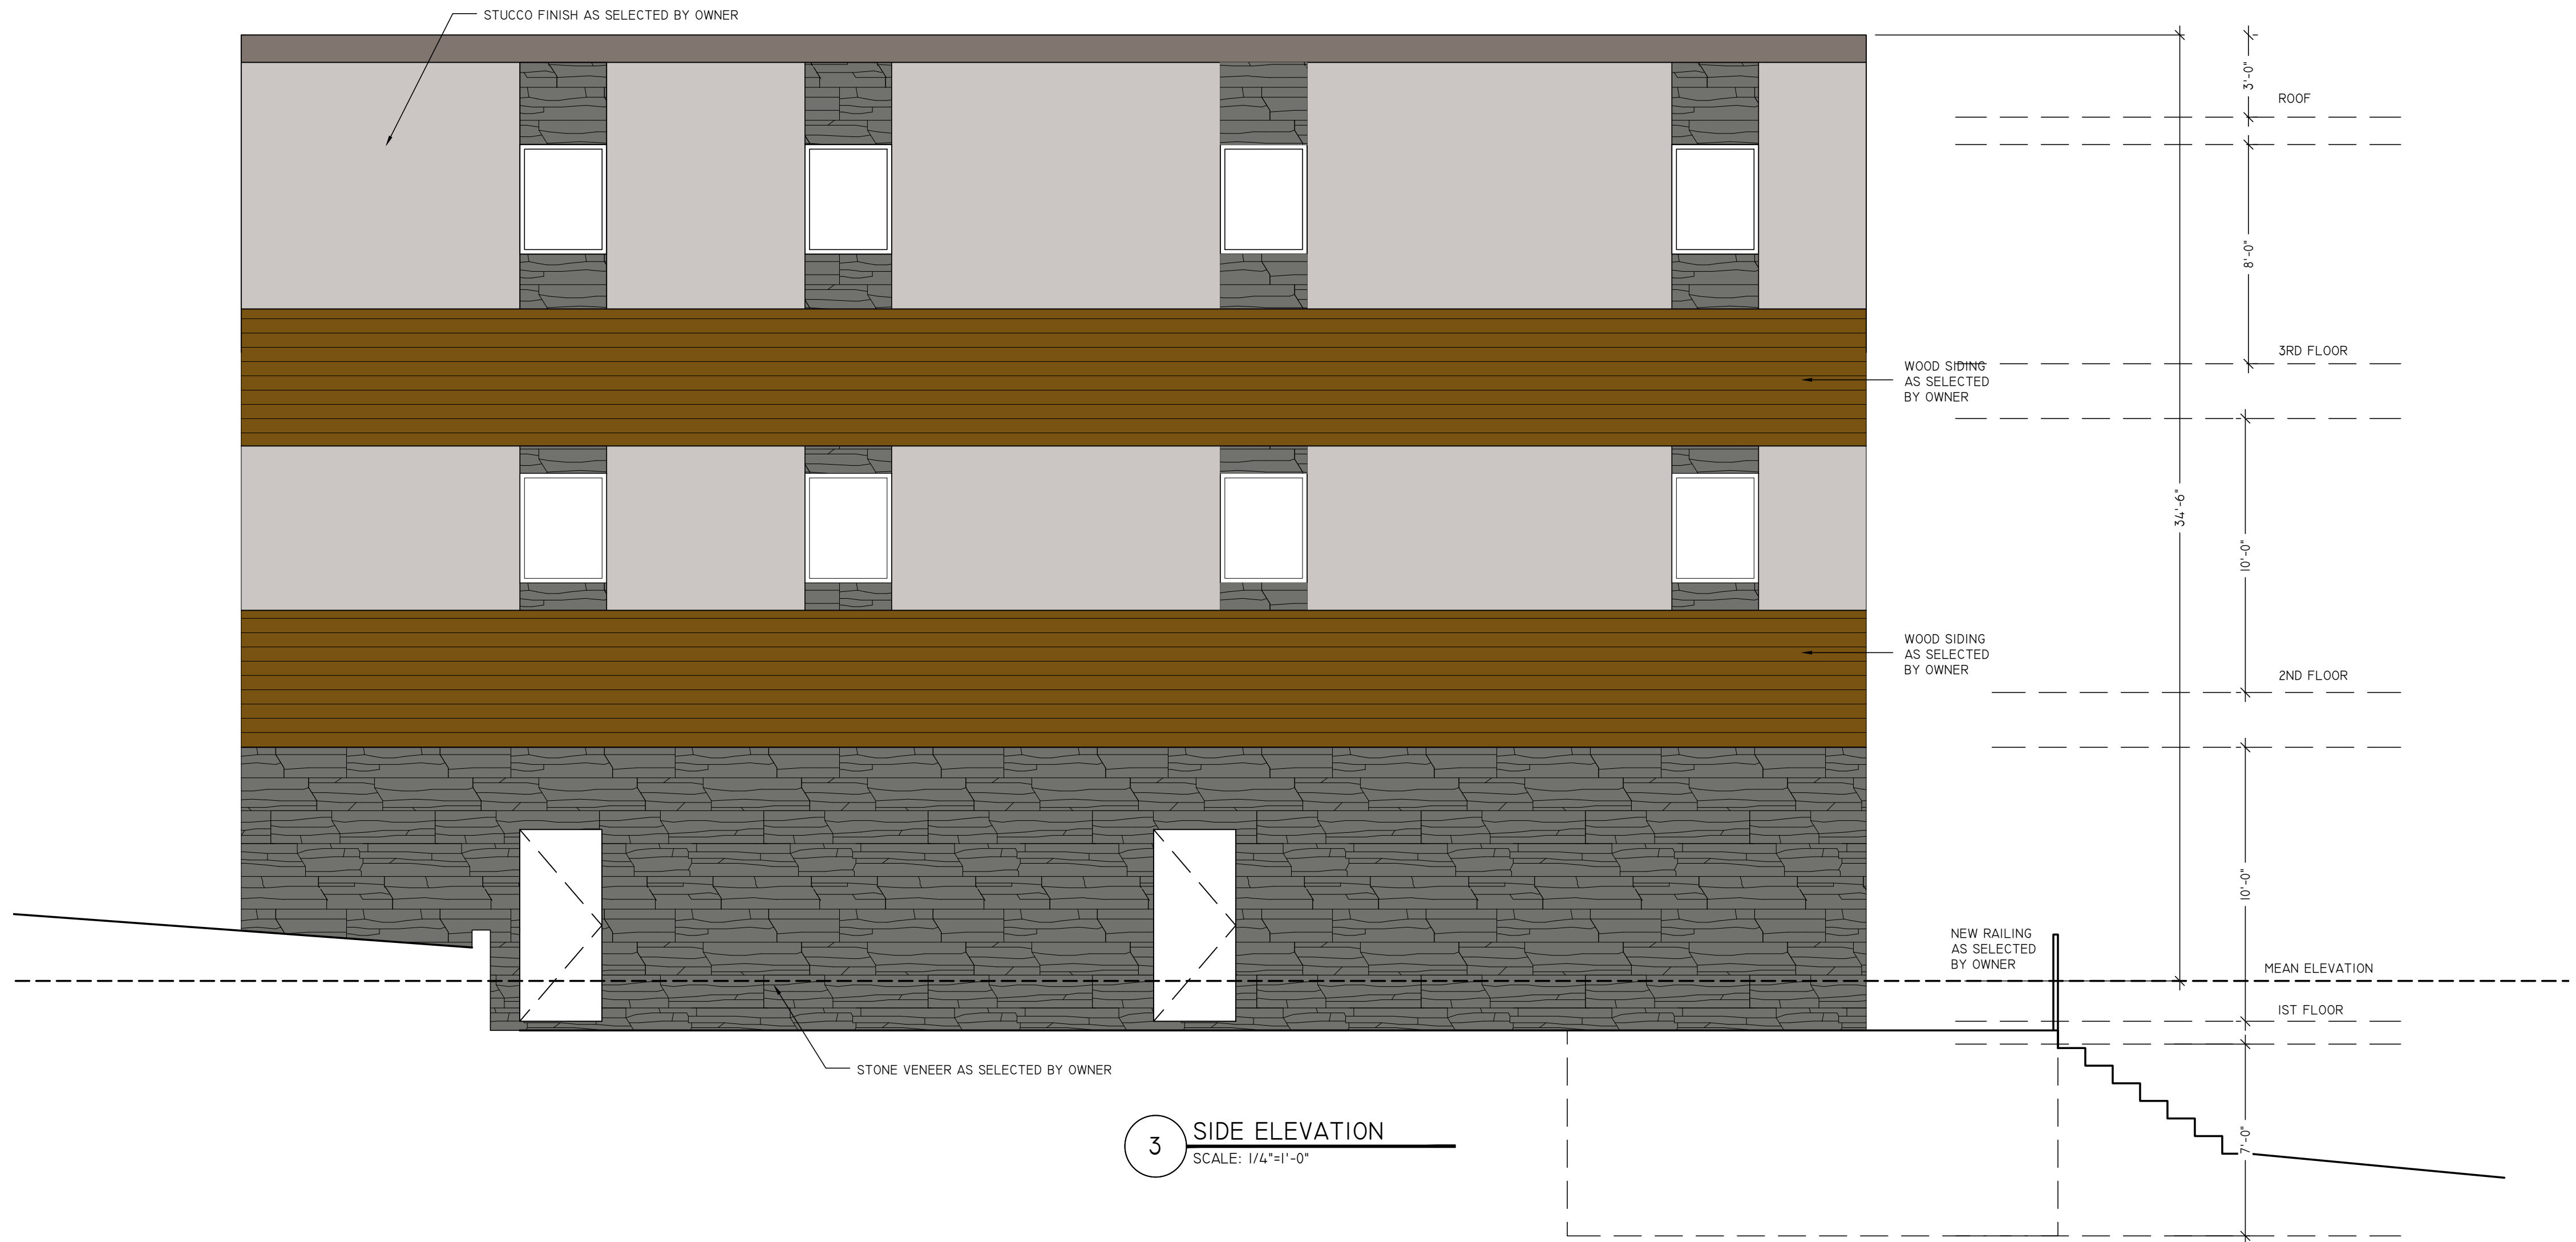 STUCCO FINISH AS SELECTED BY OWNER
3'-0"
ROOF
8'-0"
3RD FLOOR
WOOD SIDING
AS SELECTED
BY OWNER
34'-6"
10'-0"
WOOD SIDING
AS SELECTED
BY OWNER
2ND FLOOR
10'-0"
NEW RAILING
AS SELECTED
BY OWNER
MEAN ELEVATION
1ST FLOOR
STONE VENEER AS SELECTED BY OWNER
3
SIDE ELEVATION
SCALE: 1/4"=1'-0"
7'-0"